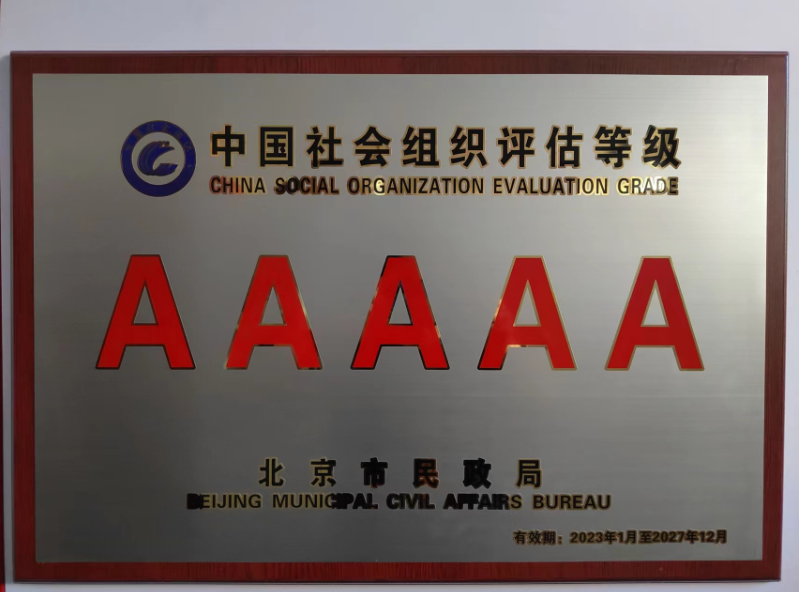 中国社会组织评估等级
CHINA SOCIAL ORGANIZATION EVALUATION GRADE
AAAAA
北京市民政局
BEIJING MUNICIPAL CIVIL AFFAIRS BUREAU
有效期：2023年1月至2027年12月